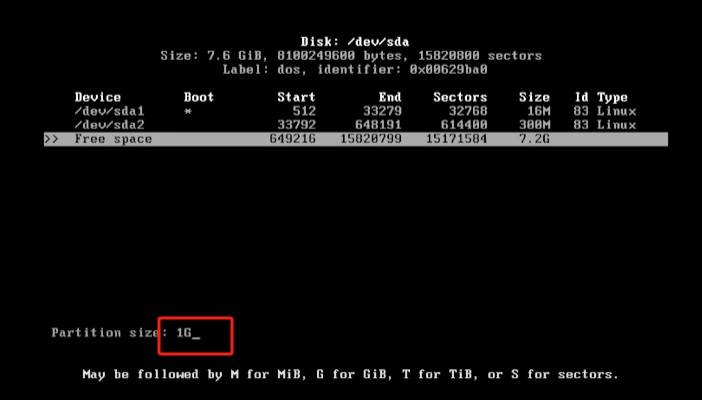 Disk: /dev/sda
Size: 7.6 GiB, 8100249600 bytes, 15820800 sectors
Label: dos, identifier: 0x00629ba0
Device Boot Start End Sectors Size Id Type
/dev/sda1 * 512 33279 32768 16M 83 Linux
/dev/sda2 33792 648191 614400 300M 83 Linux
>> Free space 649216 15820799 15171584 7.2G
Partition size: 1G_
May be followed by M for MiB, G for GiB, T for TiB, or S for sectors.